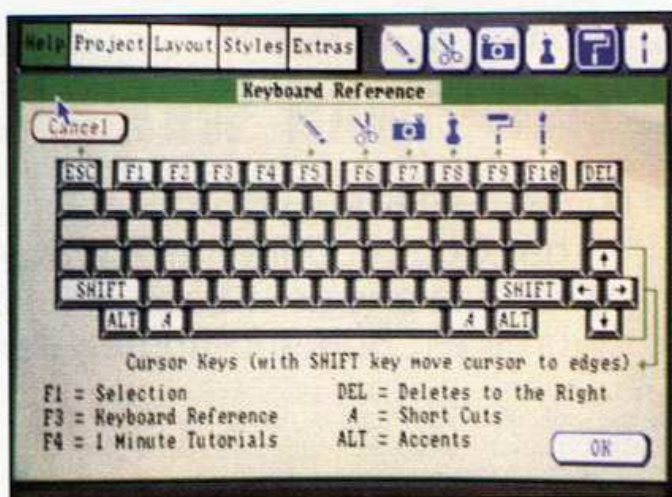 Help Project Layout Styles Extras
Keyboard Reference
Cancel
ESC F1 F2 F3 F4 F5 F6 F7 F8 F9 F10 DEL
SHIFT SHIFT ← →
ALT A A ALT
Cursor Keys (with SHIFT key move cursor to edges)
F1 = Selection
F3 = Keyboard Reference
F4 = 1 Minute Tutorials
DEL = Deletes to the Right
A = Short Cuts
ALT = Accents
OK